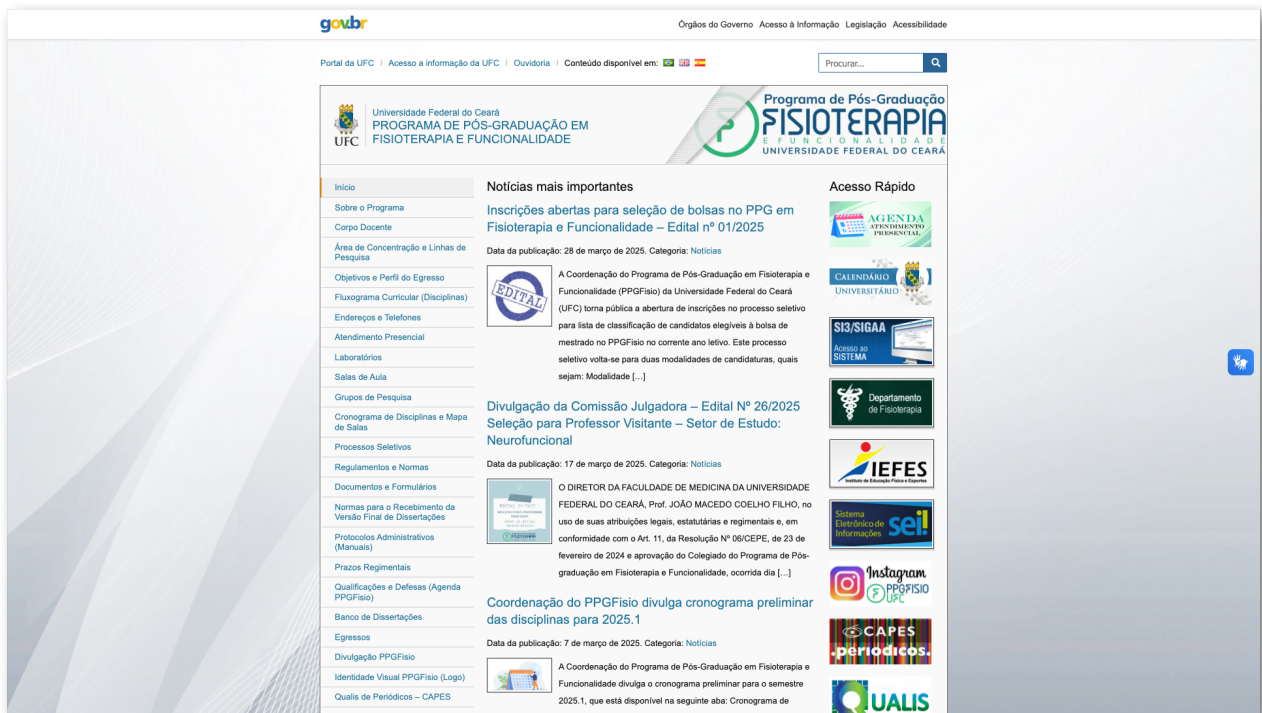 gov.br
Órgãos do Governo Acesso à Informação Legislação Acessibilidade
Portal da UFC | Acesso a informação da UFC | Ouvidoria | Conteúdo disponível em:
Procurar...
UFC
Universidade Federal do Ceará
PROGRAMA DE PÓS-GRADUAÇÃO EM
FISIOTERAPIA E FUNCIONALIDADE
Programa de Pós-Graduação
FISIOTERAPIA
E FUNCIONALIDADE
UNIVERSIDADE FEDERAL DO CEARÁ
Início
Sobre o Programa
Corpo Docente
Área de Concentração e Linhas de
Pesquisa
Objetivos e Perfil do Egresso
Fluxograma Curricular (Disciplinas)
Endereços e Telefones
Atendimento Presencial
Laboratórios
Salas de Aula
Grupos de Pesquisa
Cronograma de Disciplinas e Mapa
de Salas
Processos Seletivos
Regulamentos e Normas
Documentos e Formulários
Normas para o Recebimento da
Versão Final de Dissertações
Protocolos Administrativos
(Manuais)
Prazos Regimentais
Qualificações e Defesas (Agenda
PPGFisio)
Banco de Dissertações
Egressos
Divulgação PPGFisio
Identidade Visual PPGFisio (Logo)
Qualis de Periódicos – CAPES
Notícias mais importantes
Inscrições abertas para seleção de bolsas no PPG em
Fisioterapia e Funcionalidade – Edital nº 01/2025
Data da publicação: 28 de março de 2025. Categoria: Notícias
EDITAL
A Coordenação do Programa de Pós-Graduação em Fisioterapia e
Funcionalidade (PPGFisio) da Universidade Federal do Ceará
(UFC) torna pública a abertura de inscrições no processo seletivo
para lista de classificação de candidatos elegíveis à bolsa de
mestrado no PPGFisio no corrente ano letivo. Este processo
seletivo volta-se para duas modalidades de candidaturas, quais
sejam: Modalidade […]
Divulgação da Comissão Julgadora – Edital Nº 26/2025
Seleção para Professor Visitante – Setor de Estudo:
Neurofuncional
Data da publicação: 17 de março de 2025. Categoria: Notícias
O DIRETOR DA FACULDADE DE MEDICINA DA UNIVERSIDADE
FEDERAL DO CEARÁ, Prof. JOÃO MACEDO COELHO FILHO, no
uso de suas atribuições legais, estatutárias e regimentais e, em
conformidade com o Art. 11, da Resolução Nº 06/CEPE, de 23 de
fevereiro de 2024 e aprovação do Colegiado do Programa de Pós-
graduação em Fisioterapia e Funcionalidade, ocorrida dia […]
Coordenação do PPGFisio divulga cronograma preliminar
das disciplinas para 2025.1
Data da publicação: 7 de março de 2025. Categoria: Notícias
A Coordenação do Programa de Pós-Graduação em Fisioterapia e
Funcionalidade divulga o cronograma preliminar para o semestre
2025.1, que está disponível na seguinte aba: Cronograma de
Acesso Rápido
AGENDA
ATENDIMENTO
PRESENCIAL
CALENDÁRIO
UNIVERSITÁRIO
SI3/SIGAA
Acesso ao
SISTEMA
Departamento
de Fisioterapia
IEFES
Instituto de Educação Física e Esportes
Sistema
Eletrônico de
Informações
sei!
Instagram
PPGFISIO
UFC
CAPES
.periodicos.
QUALIS